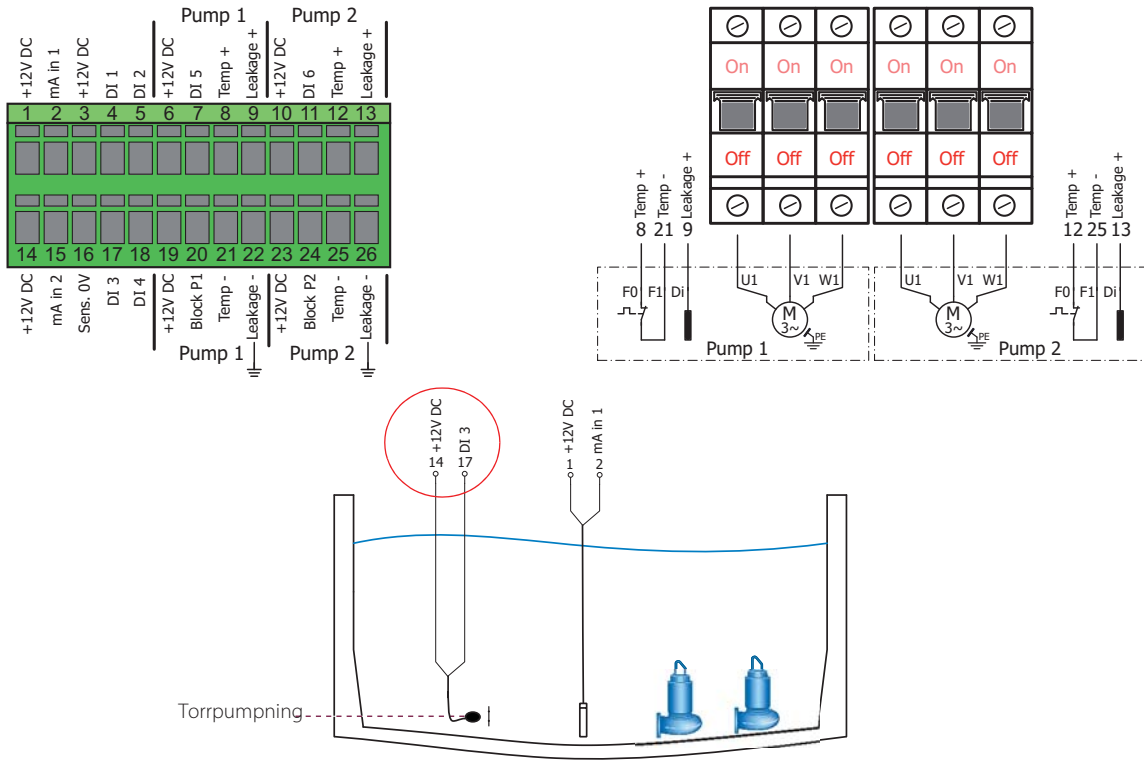 Pump 1 Pump 2
+12V DC
mA in 1
+12V DC
DI 1
DI 2
+12V DC
DI 5
Temp +
Leakage +
+12V DC
DI 6
Temp +
Leakage +
1 2 3 4 5 6 7 8 9 10 11 12 13
14 15 16 17 18 19 20 21 22 23 24 25 26
+12V DC
mA in 2
Sens. 0V
DI 3
DI 4
+12V DC
Block P1
Temp -
Leakage -
+12V DC
Block P2
Temp -
Leakage -
Pump 1 Pump 2
On On On On On On
Off Off Off Off Off Off
8 Temp +
21 Temp -
9 Leakage +
12 Temp +
25 Temp -
13 Leakage +
F0 F1 Di U1 V1 W1
M
3~
PE
Pump 1
U1 V1 W1 F0 F1 Di
M
3~
PE
Pump 2
14 +12V DC
17 DI 3
1 +12V DC
2 mA in 1
Torrpumpning